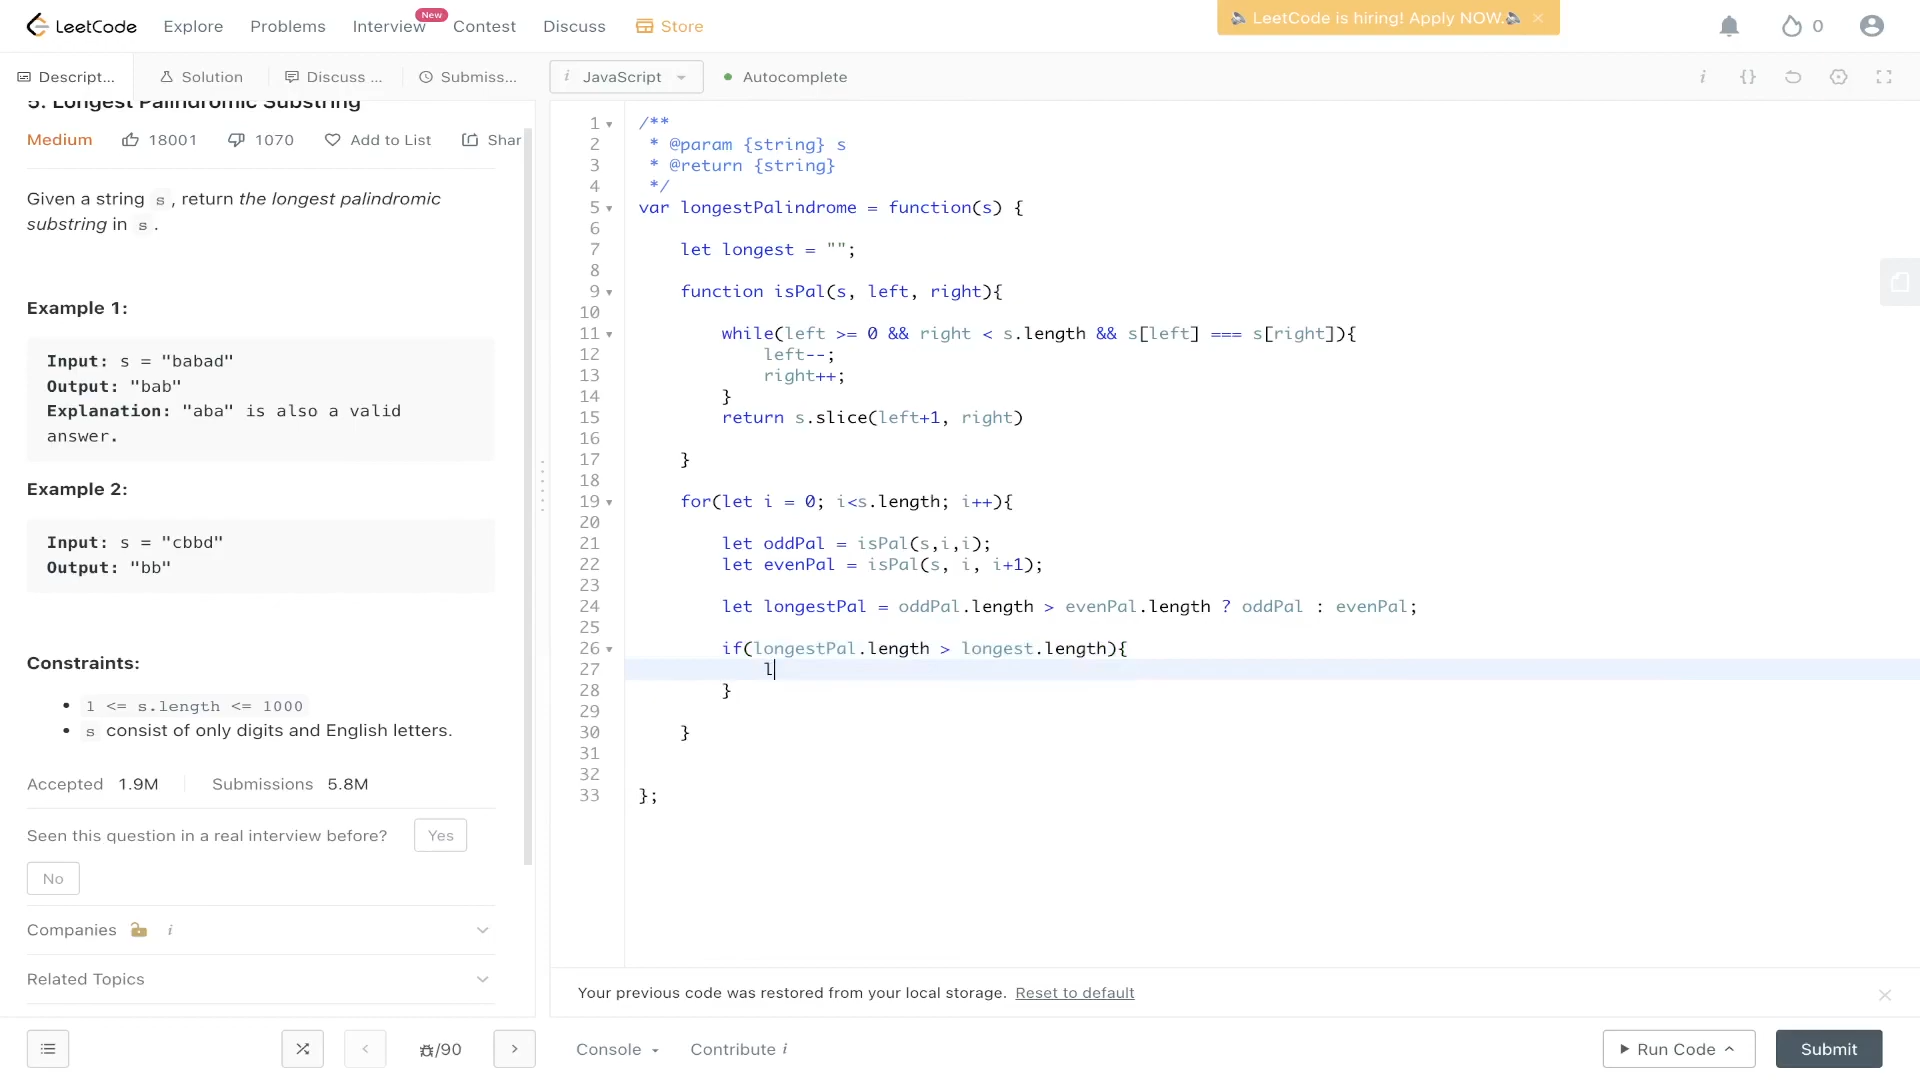 LeetCode Explore Problems Interview New Contest Discuss Store LeetCode is hiring! Apply NOW. × 0
Descript... Solution Discuss ... Submiss... i JavaScript Autocomplete i {}
5. Longest Palindromic Substring
Medium 18001 1070 Add to List Shar
Given a string s, return the longest palindromic
substring in s.
Example 1:
Input: s = "babad"
Output: "bab"
Explanation: "aba" is also a valid
answer.
Example 2:
Input: s = "cbbd"
Output: "bb"
Constraints:
1 <= s.length <= 1000
s consist of only digits and English letters.
Accepted 1.9M Submissions 5.8M
Seen this question in a real interview before? Yes
No
Companies i
Related Topics
1 /**
2  * @param {string} s
3  * @return {string}
4  */
5 var longestPalindrome = function(s) {
6
7     let longest = "";
8
9     function isPal(s, left, right){
10
11         while(left >= 0 && right < s.length && s[left] === s[right]){
12             left--;
13             right++;
14         }
15         return s.slice(left+1, right)
16
17     }
18
19     for(let i = 0; i<s.length; i++){
20
21         let oddPal = isPal(s,i,i);
22         let evenPal = isPal(s, i, i+1);
23
24         let longestPal = oddPal.length > evenPal.length ? oddPal : evenPal;
25
26         if(longestPal.length > longest.length){
27             l
28         }
29
30     }
31
32
33 };
Your previous code was restored from your local storage. Reset to default
/90 Console Contribute i Run Code Submit